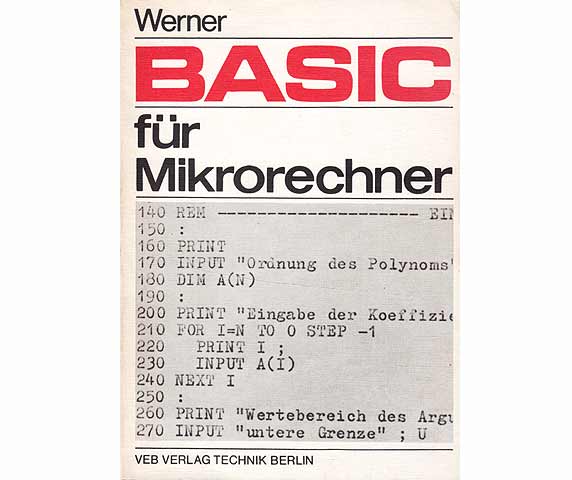 Werner
BASIC
für
Mikrorechner
140 REM -------------------- EIN
150 :
160 PRINT
170 INPUT "Ordnung des Polynoms"
180 DIM A(N)
190 :
200 PRINT "Eingabe der Koeffizie
210 FOR I=N TO 0 STEP -1
220 PRINT I ;
230 INPUT A(I)
240 NEXT I
250 :
260 PRINT "Wertebereich des Argu
270 INPUT "untere Grenze" ; U
VEB VERLAG TECHNIK BERLIN